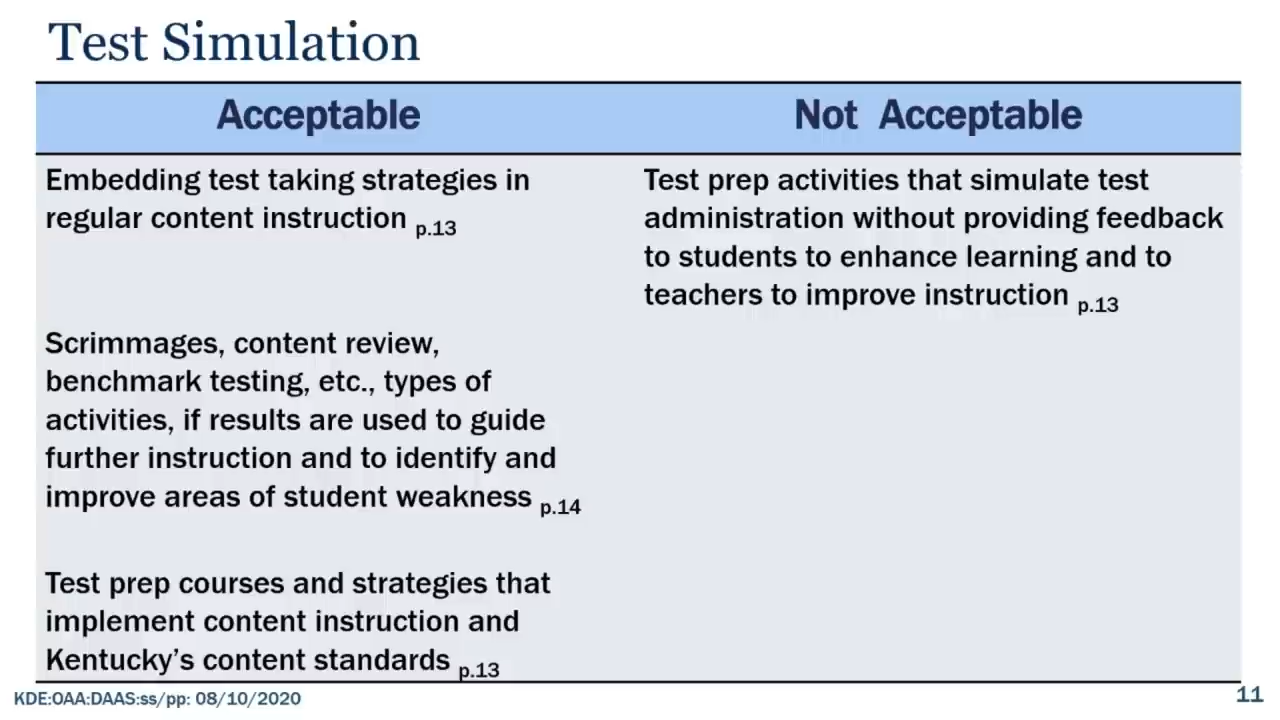 Test Simulation
Acceptable
Not Acceptable
Embedding test taking strategies in
regular content instruction p.13
Test prep activities that simulate test
administration without providing feedback
to students to enhance learning and to
teachers to improve instruction p.13
Scrimmages, content review,
benchmark testing, etc., types of
activities, if results are used to guide
further instruction and to identify and
improve areas of student weakness p.14
Test prep courses and strategies that
implement content instruction and
Kentucky’s content standards p.13
KDE:OAA:DAAS:ss/pp: 08/10/2020
11